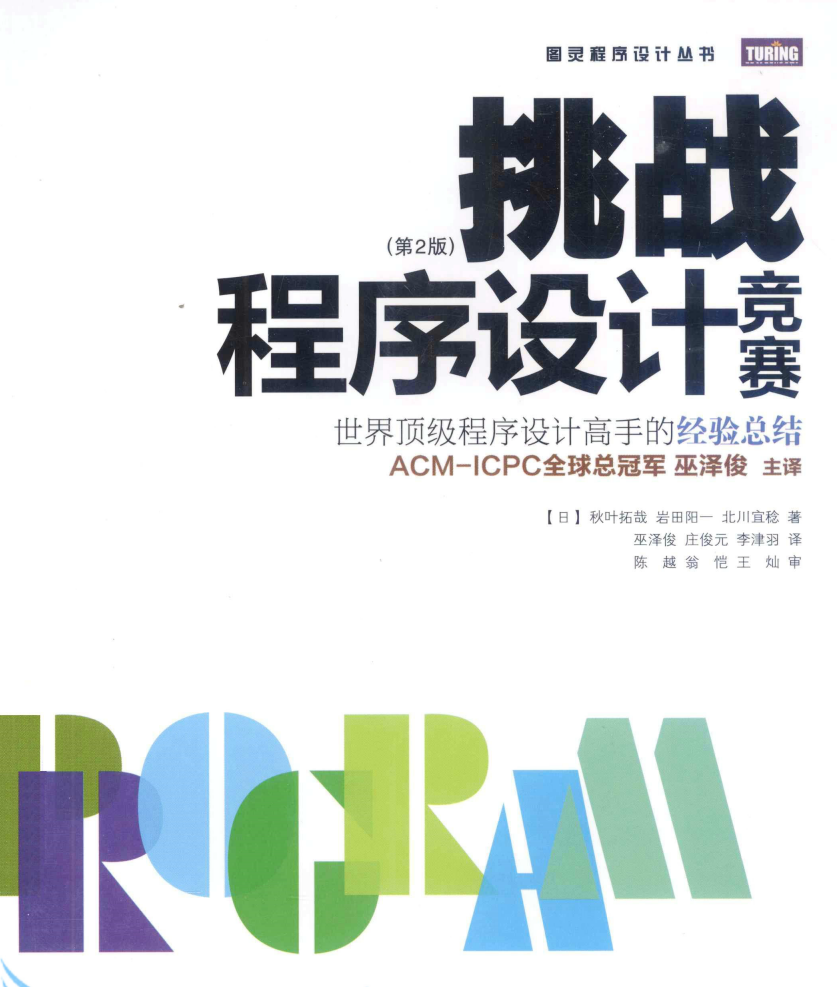 图灵程序设计丛书 TURING
挑战
(第2版)
程序设计竞赛
世界顶级程序设计高手的经验总结
ACM-ICPC全球总冠军 巫泽俊 主译
【日】秋叶拓哉 岩田阳一 北川宜稔 著
巫泽俊 庄俊元 李津羽 译
陈 越 翁 恺 王 灿 审
PROGRAM